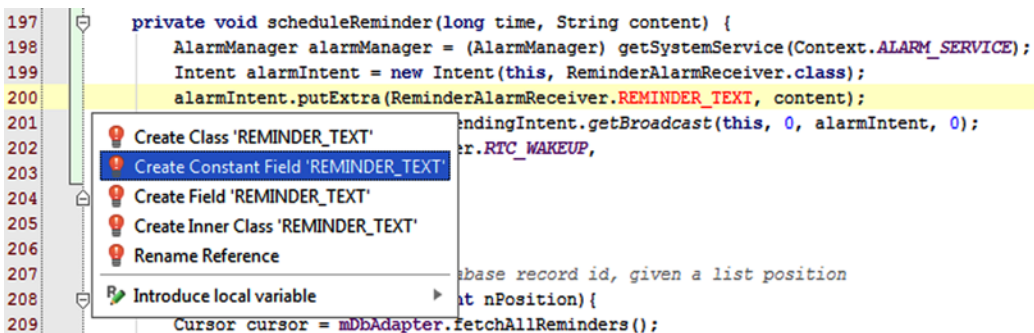 197 private void scheduleReminder(long time, String content) {
198 AlarmManager alarmManager = (AlarmManager) getSystemService(Context.ALARM_SERVICE);
199 Intent alarmIntent = new Intent(this, ReminderAlarmReceiver.class);
200 alarmIntent.putExtra(ReminderAlarmReceiver.REMINDER_TEXT, content);
201 endingIntent.getBroadcast(this, 0, alarmIntent, 0);
Create Class 'REMINDER_TEXT'
202 er.RTC_WAKEUP,
Create Constant Field 'REMINDER_TEXT'
203
204 Create Field 'REMINDER_TEXT'
205 Create Inner Class 'REMINDER_TEXT'
206 Rename Reference
207 base record id, given a list position
208 Introduce local variable nt nPosition){
209 Cursor cursor = mDbAdapter.fetchAllReminders();